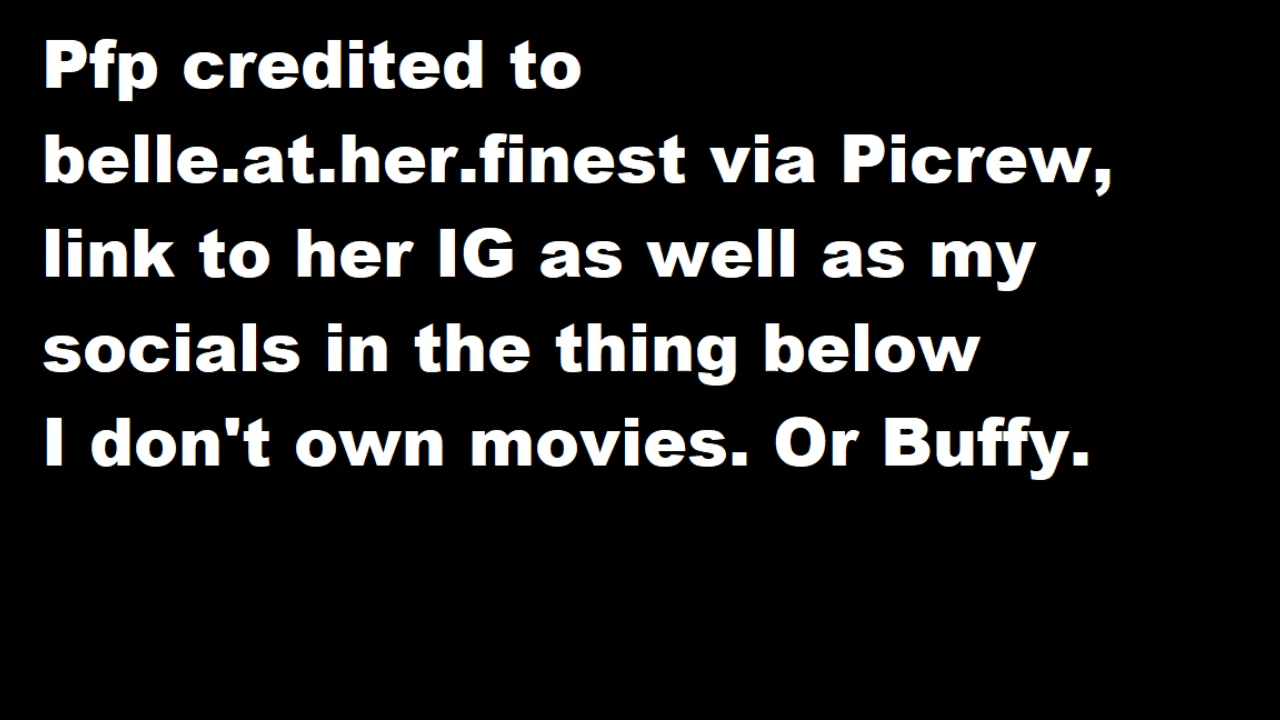 Pfp credited to
belle.at.her.finest via Picrew,
link to her IG as well as my
socials in the thing below
I don't own movies. Or Buffy.